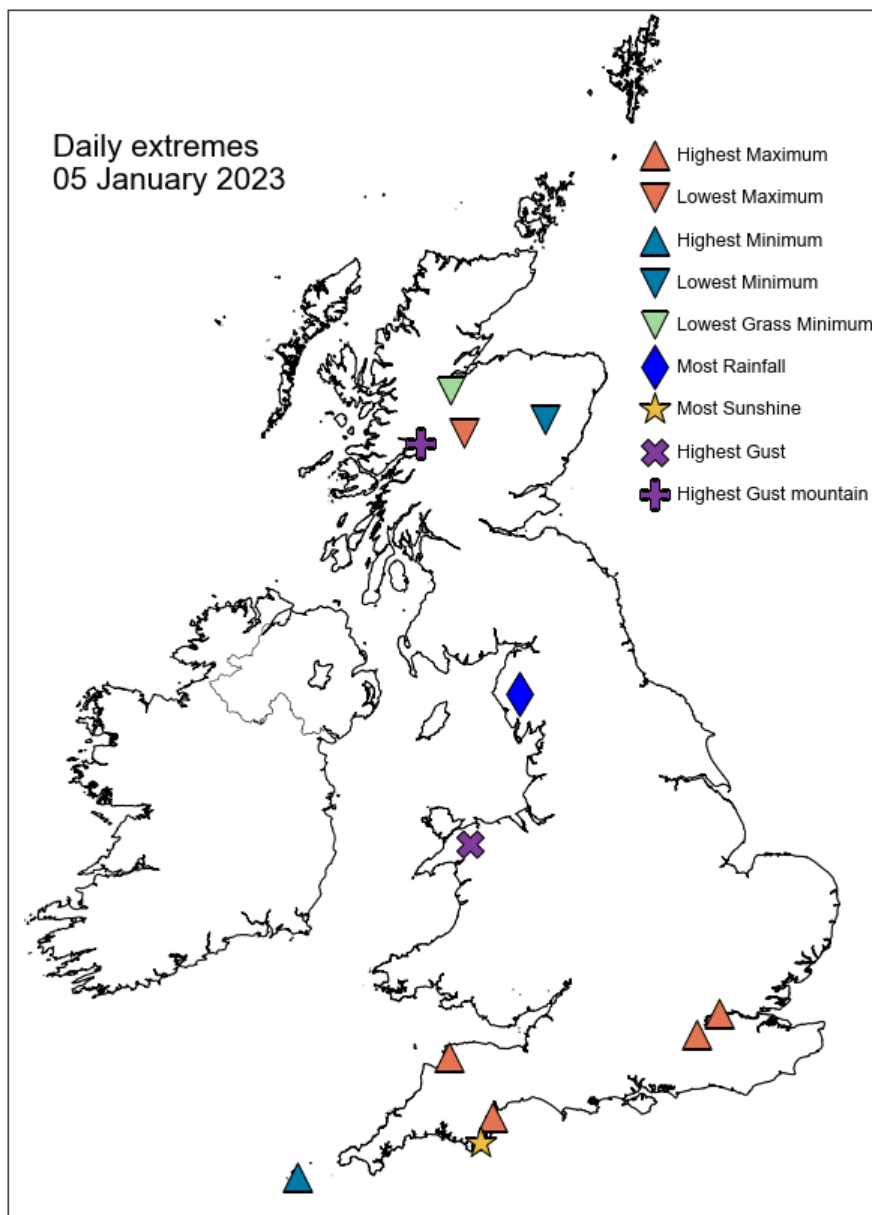 Daily extremes
05 January 2023
Highest Maximum
Lowest Maximum
Highest Minimum
Lowest Minimum
Lowest Grass Minimum
Most Rainfall
Most Sunshine
Highest Gust
Highest Gust mountain